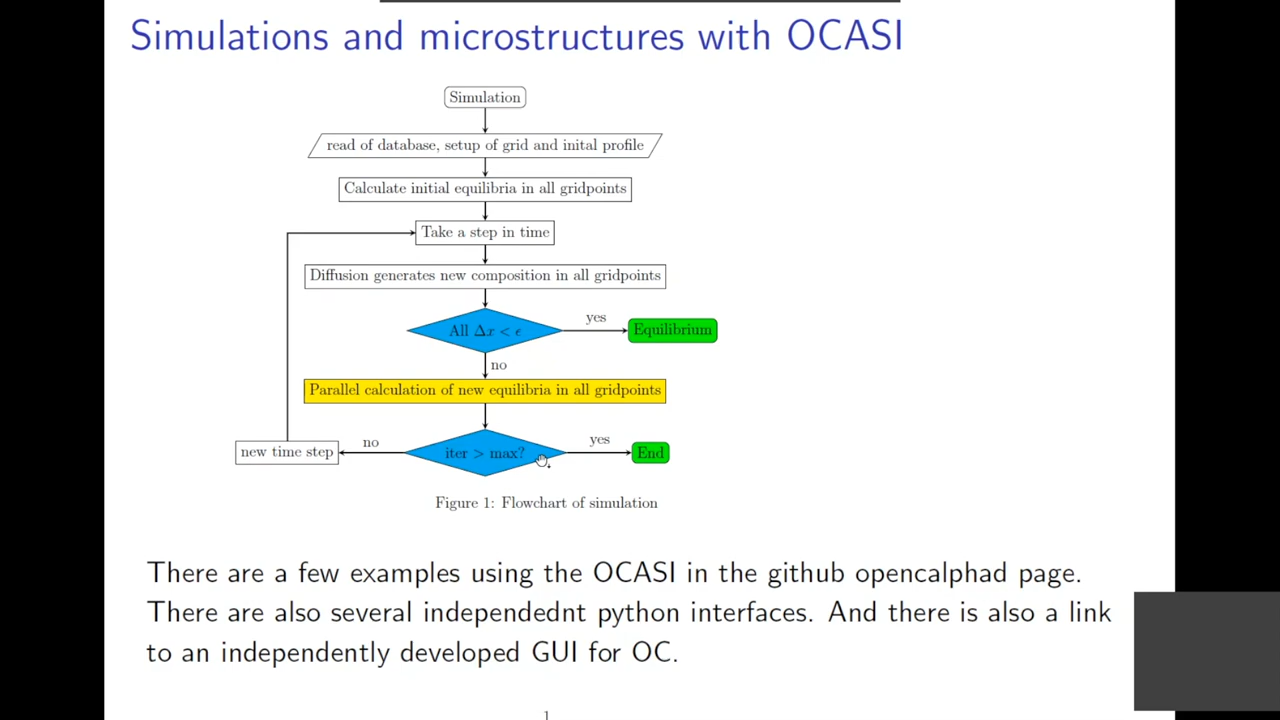 Simulations and microstructures with OCASI
Simulation
read of database, setup of grid and inital profile
Calculate initial equilibria in all gridpoints
Take a step in time
Diffusion generates new composition in all gridpoints
All Δx < ϵ
yes
Equilibrium
no
Parallel calculation of new equilibria in all gridpoints
new time step
no
iter > max?
yes
End
Figure 1: Flowchart of simulation
There are a few examples using the OCASI in the github opencalphad page.
There are also several independednt python interfaces. And there is also a link
to an independently developed GUI for OC.
1